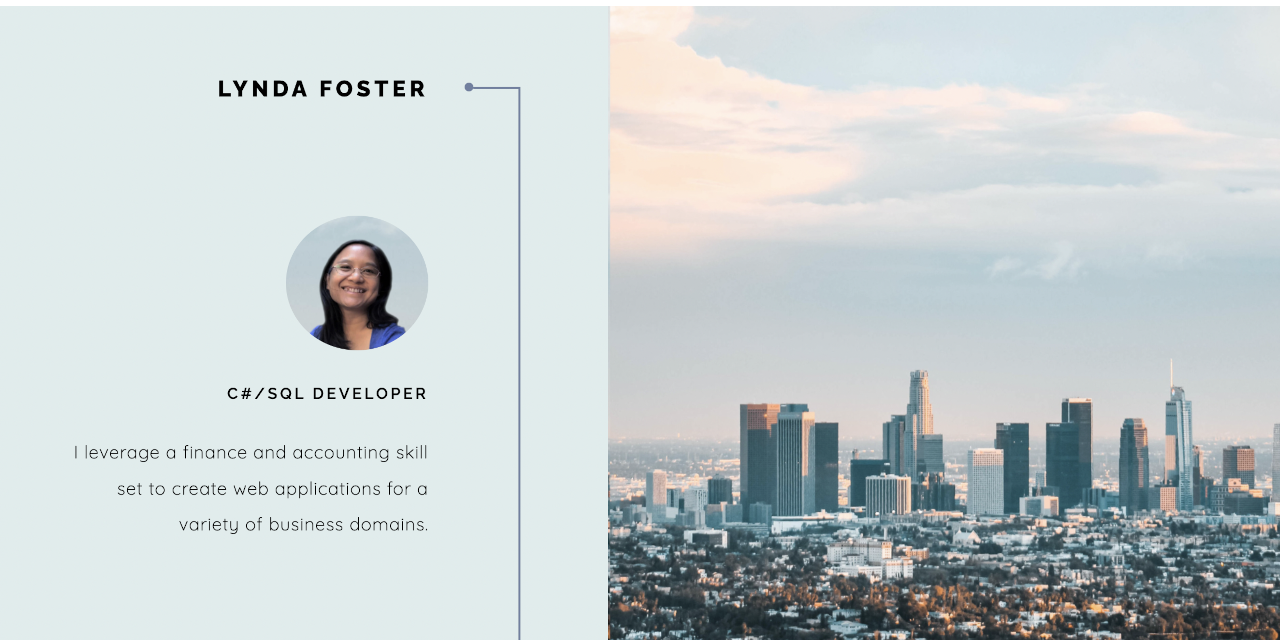 LYNDA FOSTER
C#/SQL DEVELOPER
I leverage a finance and accounting skill
set to create web applications for a
variety of business domains.